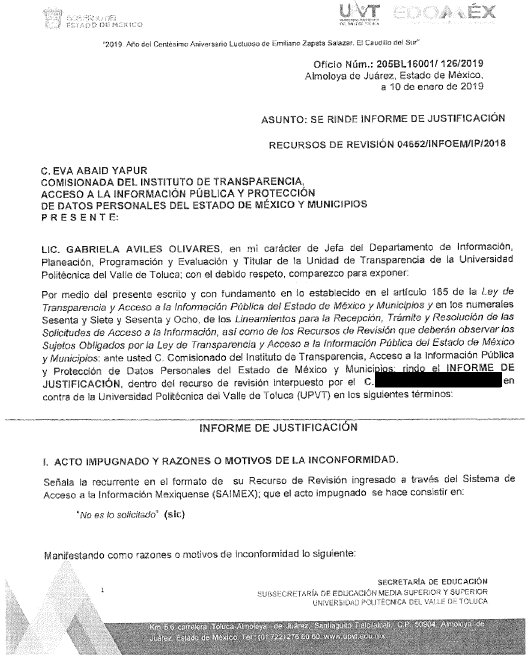 GOBIERNO DEL
ESTADO DE MÉXICO
UVT
EDOMÉX
"2019. Año del Centésimo Aniversario Luctuoso de Emiliano Zapata Salazar. El Caudillo del Sur"
Oficio Núm.: 205BL16001/ 126/2019
Almoloya de Juárez, Estado de México,
a 10 de enero de 2019
ASUNTO: SE RINDE INFORME DE JUSTIFICACIÓN
RECURSOS DE REVISIÓN 04652/INFOEM/IP/2018
C. EVA ABAID YAPUR
COMISIONADA DEL INSTITUTO DE TRANSPARENCIA,
ACCESO A LA INFORMACIÓN PÚBLICA Y PROTECCIÓN
DE DATOS PERSONALES DEL ESTADO DE MÉXICO Y MUNICIPIOS
P R E S E N T E:
LIC. GABRIELA AVILES OLIVARES, en mi carácter de Jefa del Departamento de Información,
Planeación, Programación y Evaluación y Titular de la Unidad de Transparencia de la Universidad
Politécnica del Valle de Toluca; con el debido respeto, comparezco para exponer:
Por medio del presente escrito y con fundamento en lo establecido en el artículo 185 de la Ley de
Transparencia y Acceso a la Información Pública del Estado de México y Municipios y en los numerales
Sesenta y Siete y Sesenta y Ocho, de los Lineamientos para la Recepción, Trámite y Resolución de las
Solicitudes de Acceso a la Información, así como de los Recursos de Revisión que deberán observar los
Sujetos Obligados por la Ley de Transparencia y Acceso a la Información Pública del Estado de México
y Municipios; ante usted C. Comisionado del Instituto de Transparencia, Acceso a la Información Pública
y Protección de Datos Personales del Estado de México y Municipios; rindo el INFORME DE
JUSTIFICACIÓN, dentro del recurso de revisión interpuesto por el C. en
contra de la Universidad Politécnica del Valle de Toluca (UPVT) en los siguientes términos:
INFORME DE JUSTIFICACIÓN
I. ACTO IMPUGNADO Y RAZONES O MOTIVOS DE LA INCONFORMIDAD.
Señala la recurrente en el formato de su Recurso de Revisión ingresado a través del Sistema de
Acceso a la Información Mexiquense (SAIMEX); que el acto impugnado se hace consistir en:
"No es lo solicitado" (sic)
Manifestando como razones o motivos de inconformidad lo siguiente:
SECRETARÍA DE EDUCACIÓN
1
SUBSECRETARÍA DE EDUCACIÓN MEDIA SUPERIOR Y SUPERIOR
UNIVERSIDAD POLITÉCNICA DEL VALLE DE TOLUCA
Km 5.6 carretera Toluca-Almoloya de Juárez, Santiaguito Tlalcilalcali, C.P. 50904, Almoloya de
Juárez, Estado de México. Tel: (01 722) 276 60 60. www.upvt.edu.mx